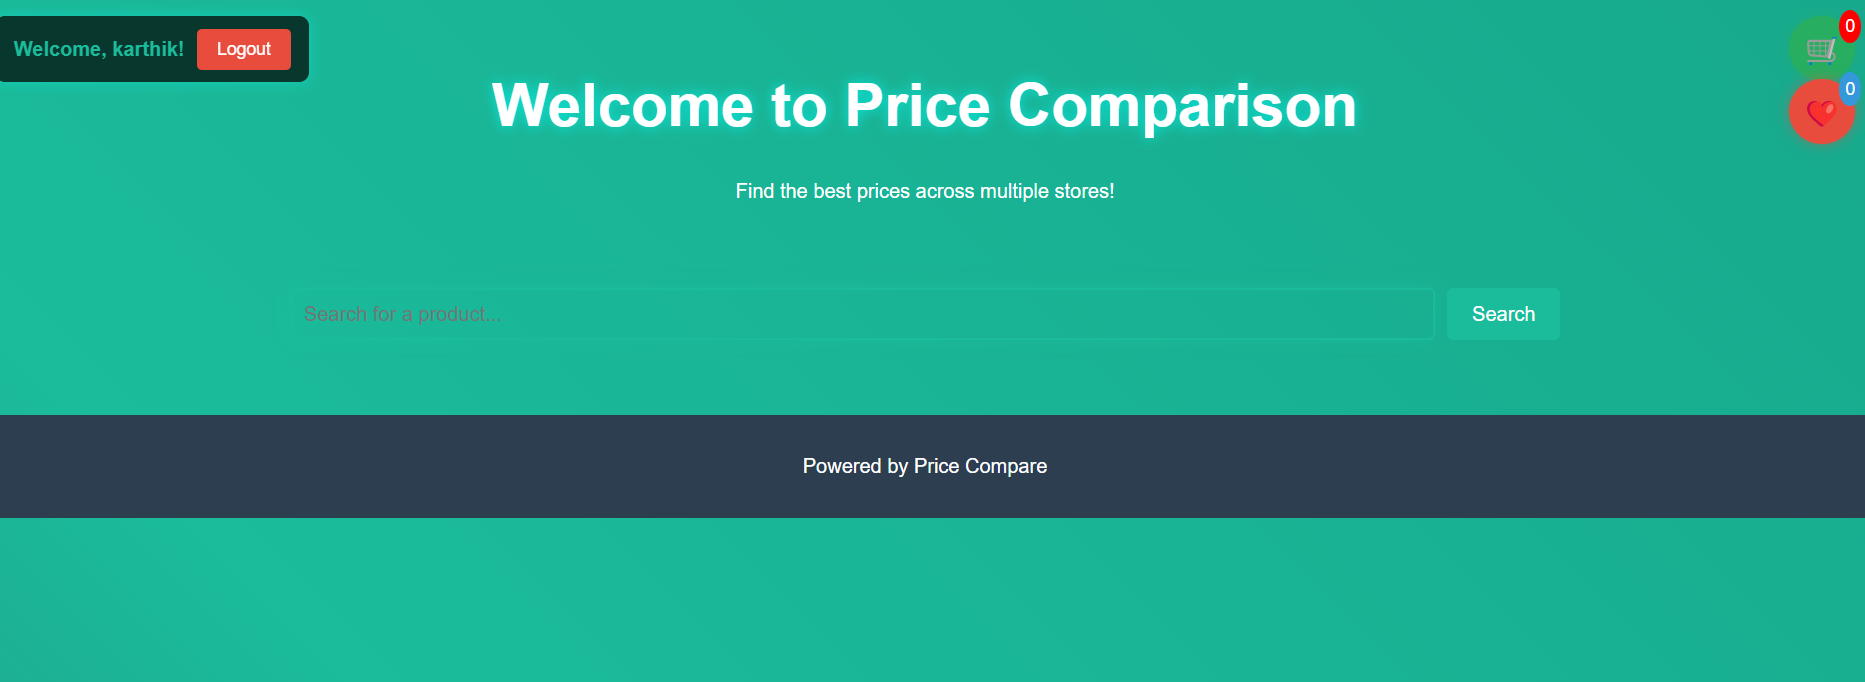 Welcome, karthik!
Logout
0
0
Welcome to Price Comparison
Find the best prices across multiple stores!
Search for a product...
Search
Powered by Price Compare